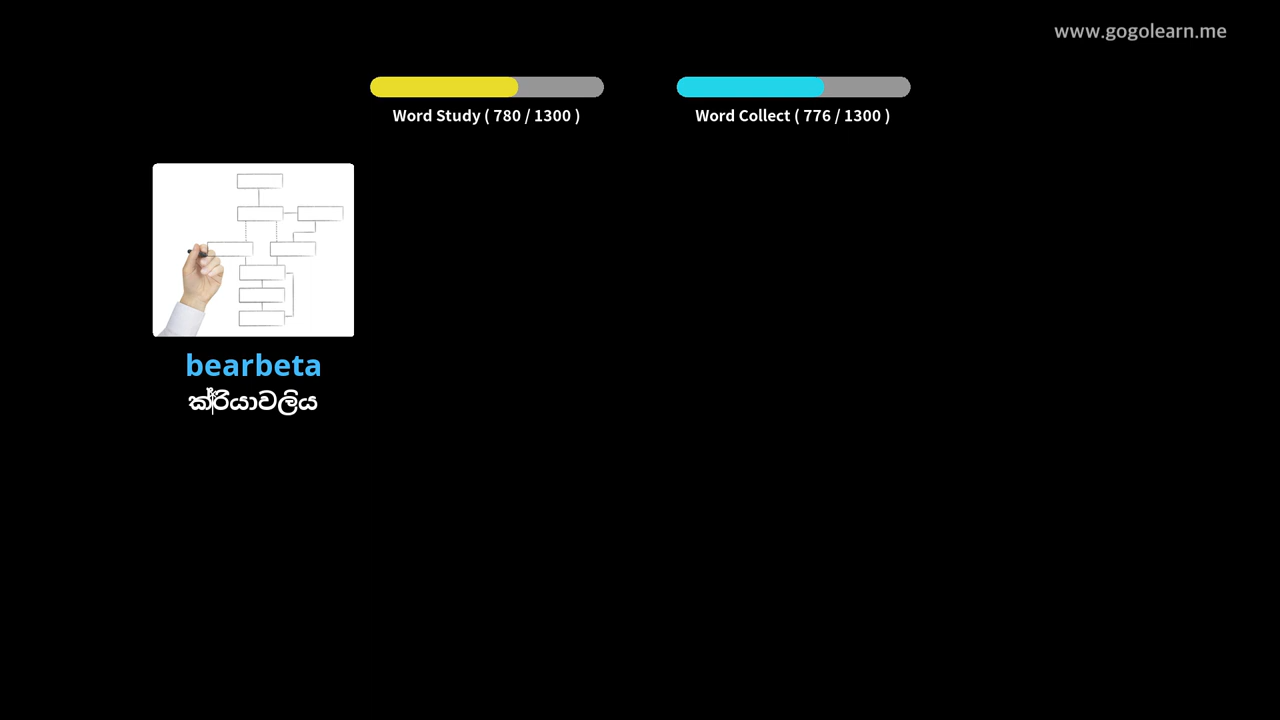 www.gogolearn.me
Word Study ( 780 / 1300 )
Word Collect ( 776 / 1300 )
bearbeta
ක්‍රියාවලිය